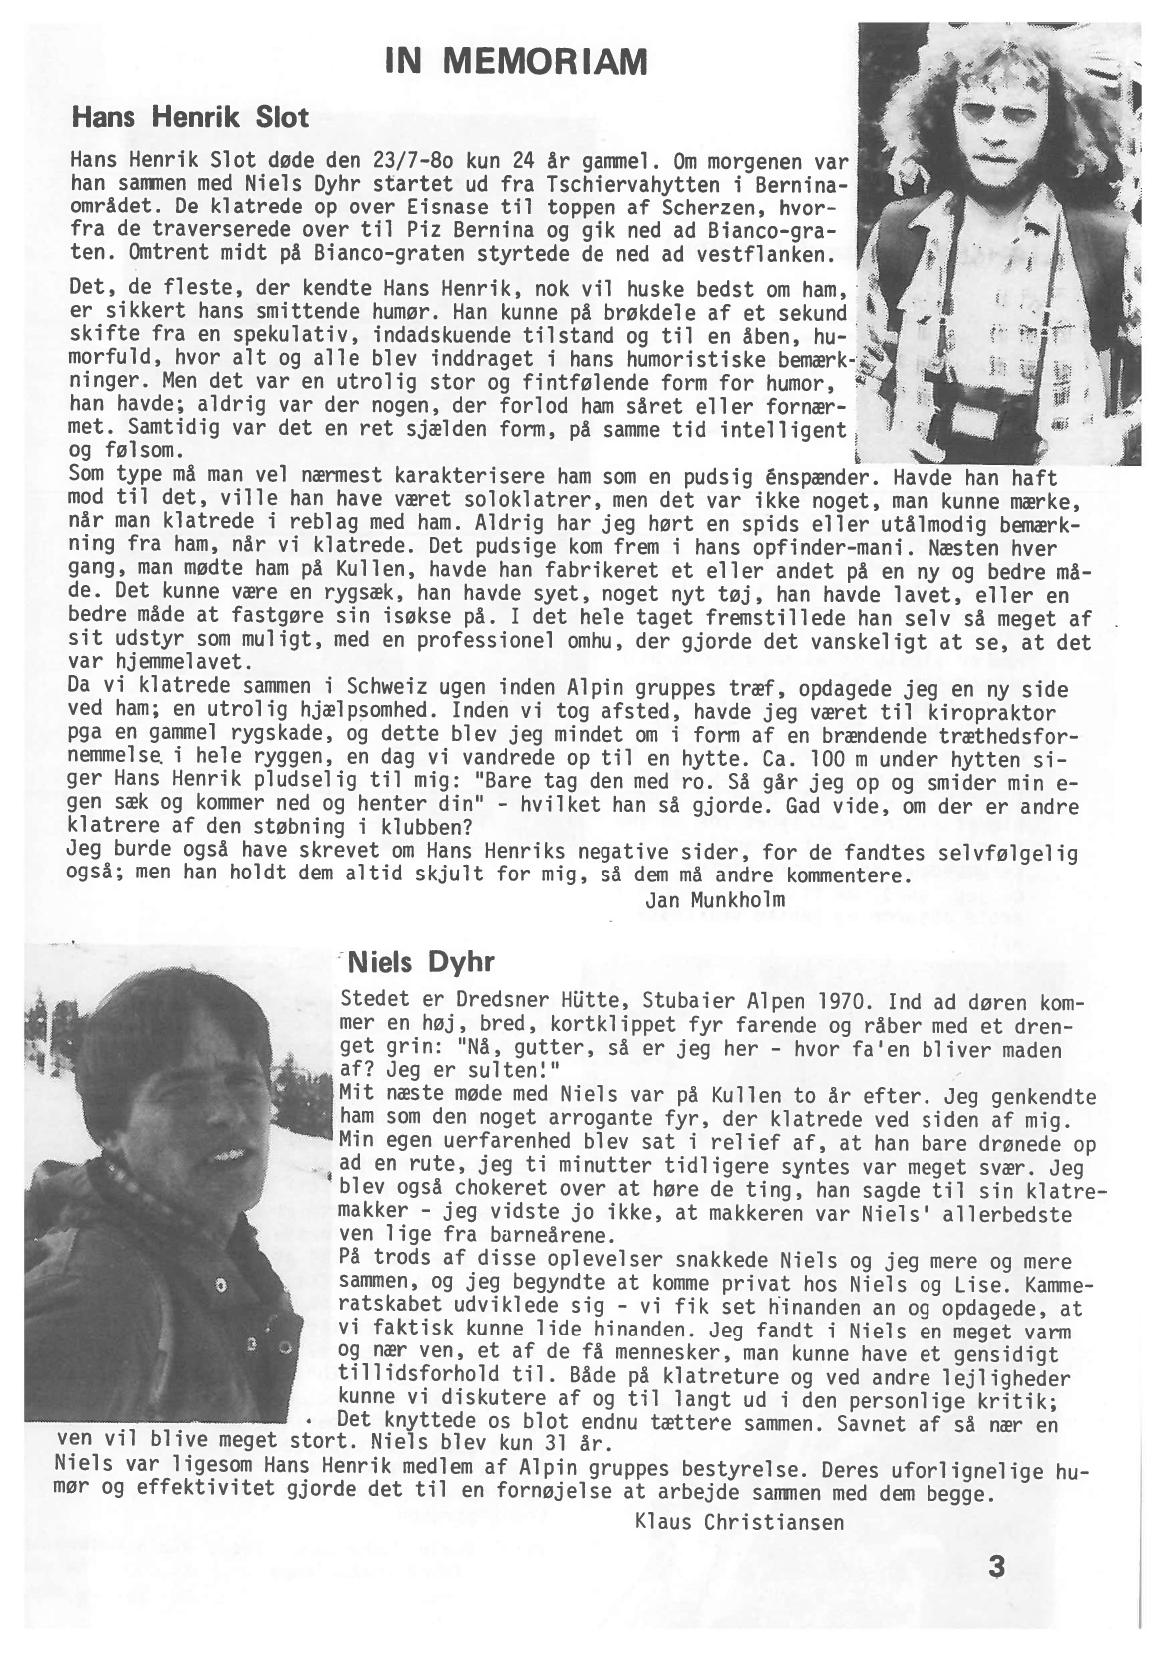 IN MEMORIAM
Hans Henrik Slot
Hans Henrik Slot døde den 23/7-8o kun 24 år gammel. Om morgenen var
han sammen med Niels Dyhr startet ud fra Tschiervahytten i Bernina-
området. De klatrede op over Eisnase til toppen af Scherzen, hvor-
fra de traverserede over til Piz Bernina og gik ned ad Bianco-gra-
ten. Omtrent midt på Bianco-graten styrtede de ned ad vestflanken.
Det, de fleste, der kendte Hans Henrik, nok vil huske bedst om ham,
er sikkert hans smittende humør. Han kunne på brøkdele af et sekund
skifte fra en spekulativ, indadskuende tilstand og til en åben, hu-
morfuld, hvor alt og alle blev inddraget i hans humoristiske bemærk-
ninger. Men det var en utrolig stor og fintfølende form for humor,
han havde; aldrig var der nogen, der forlod ham såret eller fornær-
met. Samtidig var det en ret sjælden form, på samme tid intelligent
og følsom.
Som type må man vel nærmest karakterisere ham som en pudsig énspænder. Havde han haft
mod til det, ville han have været soloklatrer, men det var ikke noget, man kunne mærke,
når man klatrede i reblag med ham. Aldrig har jeg hørt en spids eller utålmodig bemærk-
ning fra ham, når vi klatrede. Det pudsige kom frem i hans opfinder-mani. Næsten hver
gang, man mødte ham på Kullen, havde han fabrikeret et eller andet på en ny og bedre må-
de. Det kunne være en rygsæk, han havde syet, noget nyt tøj, han havde lavet, eller en
bedre måde at fastgøre sin isøkse på. I det hele taget fremstillede han selv så meget af
sit udstyr som muligt, med en professionel omhu, der gjorde det vanskeligt at se, at det
var hjemmelavet.
Da vi klatrede sammen i Schweiz ugen inden Alpin gruppes træf, opdagede jeg en ny side
ved ham; en utrolig hjælpsomhed. Inden vi tog afsted, havde jeg været til kiropraktor
pga en gammel rygskade, og dette blev jeg mindet om i form af en brændende træthedsfor-
nemmelse i hele ryggen, en dag vi vandrede op til en hytte. Ca. 100 m under hytten si-
ger Hans Henrik pludselig til mig: "Bare tag den med ro. Så går jeg op og smider min e-
gen sæk og kommer ned og henter din" - hvilket han så gjorde. Gad vide, om der er andre
klatrere af den støbning i klubben?
Jeg burde også have skrevet om Hans Henriks negative sider, for de fandtes selvfølgelig
også; men han holdt dem altid skjult for mig, så dem må andre kommentere.
Jan Munkholm
Niels Dyhr
Stedet er Dredsner Hütte, Stubaier Alpen 1970. Ind ad døren kom-
mer en høj, bred, kortklippet fyr farende og råber med et dren-
get grin: "Nå, gutter, så er jeg her - hvor fa'en bliver maden
af? Jeg er sulten!"
Mit næste møde med Niels var på Kullen to år efter. Jeg genkendte
ham som den noget arrogante fyr, der klatrede ved siden af mig.
Min egen uerfarenhed blev sat i relief af, at han bare drønede op
ad en rute, jeg ti minutter tidligere syntes var meget svær. Jeg
blev også chokeret over at høre de ting, han sagde til sin klatre-
makker - jeg vidste jo ikke, at makkeren var Niels' allerbedste
ven lige fra barneårene.
På trods af disse oplevelser snakkede Niels og jeg mere og mere
sammen, og jeg begyndte at komme privat hos Niels og Lise. Kamme-
ratskabet udviklede sig - vi fik set hinanden an og opdagede, at
vi faktisk kunne lide hinanden. Jeg fandt i Niels en meget varm
og nær ven, et af de få mennesker, man kunne have et gensidigt
tillidsforhold til. Både på klatreture og ved andre lejligheder
kunne vi diskutere af og til langt ud i den personlige kritik;
Det knyttede os blot endnu tættere sammen. Savnet af så nær en
ven vil blive meget stort. Niels blev kun 31 år.
Niels var ligesom Hans Henrik medlem af Alpin gruppes bestyrelse. Deres uforlignelige hu-
mør og effektivitet gjorde det til en fornøjelse at arbejde sammen med dem begge.
Klaus Christiansen
3